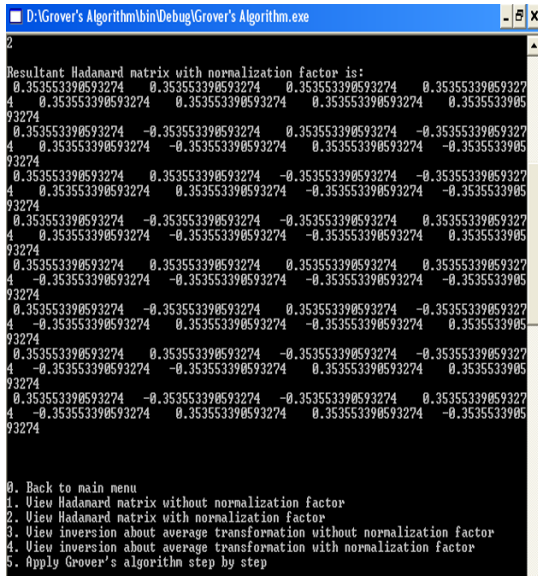 D:\Grover's Algorithm\bin\Debug\Grover's Algorithm.exe
2
Resultant Hadamard matrix with normalization factor is:
0.353553390593274 0.353553390593274 0.353553390593274 0.35355339059327
4 0.353553390593274 0.353553390593274 0.353553390593274 0.3535533905
93274
0.353553390593274 -0.353553390593274 0.353553390593274 -0.35355339059327
4 0.353553390593274 -0.353553390593274 0.353553390593274 -0.3535533905
93274
0.353553390593274 0.353553390593274 -0.353553390593274 -0.35355339059327
4 0.353553390593274 0.353553390593274 -0.353553390593274 -0.3535533905
93274
0.353553390593274 -0.353553390593274 -0.353553390593274 0.35355339059327
4 0.353553390593274 -0.353553390593274 -0.353553390593274 0.3535533905
93274
0.353553390593274 0.353553390593274 0.353553390593274 0.35355339059327
4 -0.353553390593274 -0.353553390593274 -0.353553390593274 -0.3535533905
93274
0.353553390593274 -0.353553390593274 0.353553390593274 -0.35355339059327
4 -0.353553390593274 0.353553390593274 -0.353553390593274 0.3535533905
93274
0.353553390593274 0.353553390593274 -0.353553390593274 -0.35355339059327
4 -0.353553390593274 -0.353553390593274 0.353553390593274 0.3535533905
93274
0.353553390593274 -0.353553390593274 -0.353553390593274 0.35355339059327
4 -0.353553390593274 0.353553390593274 0.353553390593274 -0.3535533905
93274
0. Back to main menu
1. View Hadamard matrix without normalization factor
2. View Hadamard matrix with normalization factor
3. View inversion about average transformation without normalization factor
4. View inversion about average transformation with normalization factor
5. Apply Grover's algorithm step by step